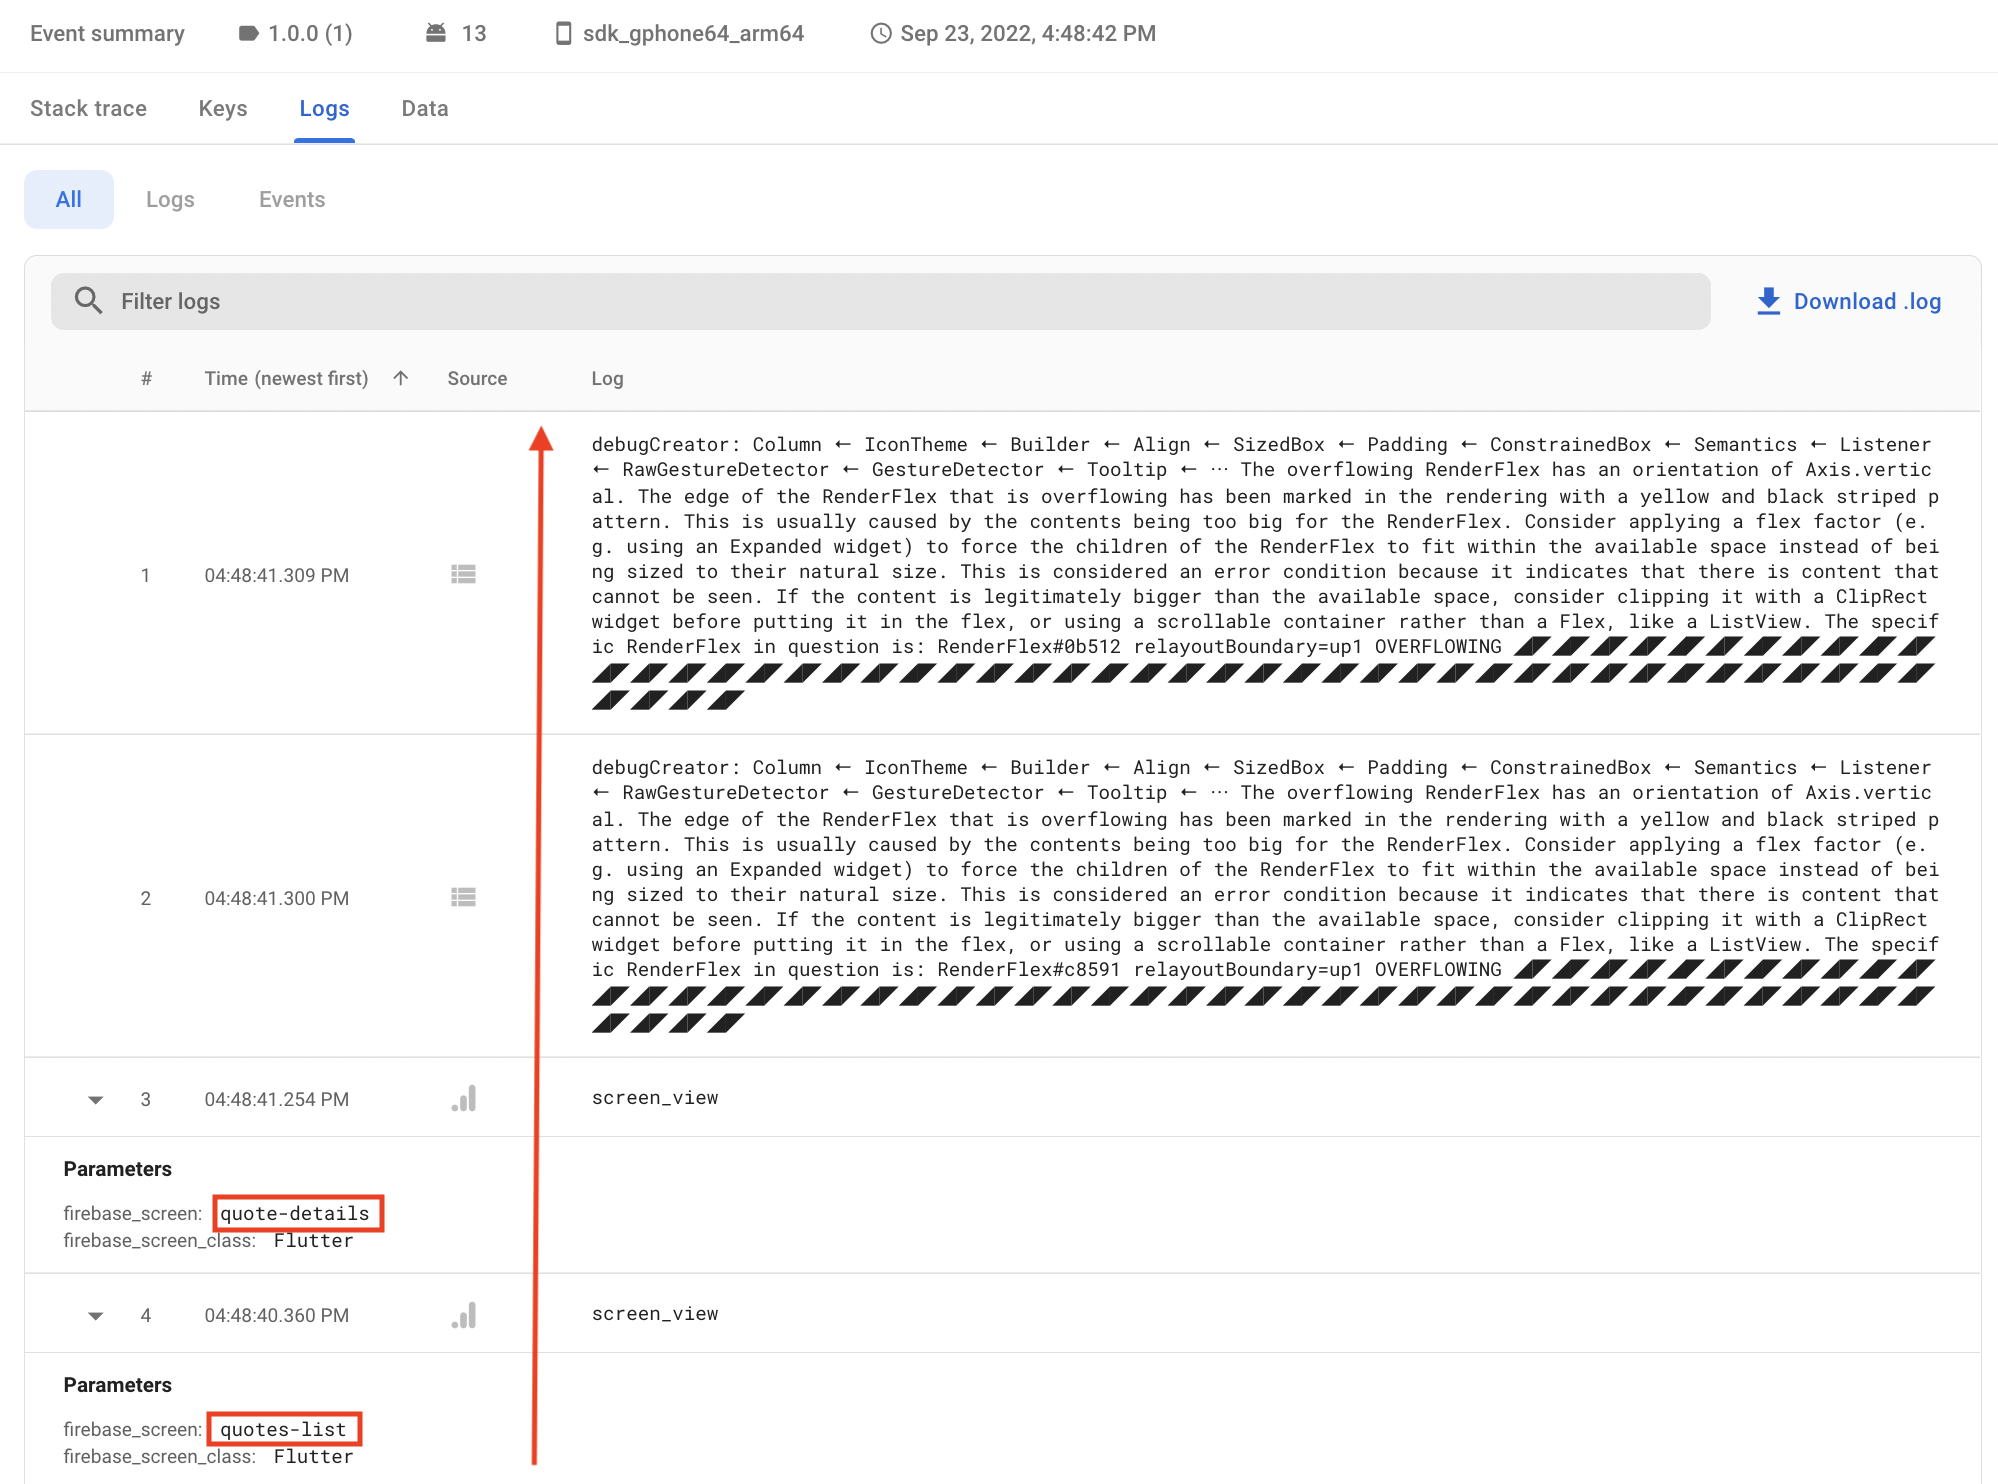 Event summary 1.0.0 (1) 13 sdk_gphone64_arm64 Sep 23, 2022, 4:48:42 PM
Stack trace Keys Logs Data
All Logs Events
Filter logs Download .log
# Time (newest first) ↑ Source Log
debugCreator: Column ← IconTheme ← Builder ← Align ← SizedBox ← Padding ← ConstrainedBox ← Semantics ← Listener
← RawGestureDetector ← GestureDetector ← Tooltip ← ⋯ The overflowing RenderFlex has an orientation of Axis.vertic
al. The edge of the RenderFlex that is overflowing has been marked in the rendering with a yellow and black striped p
attern. This is usually caused by the contents being too big for the RenderFlex. Consider applying a flex factor (e.
g. using an Expanded widget) to force the children of the RenderFlex to fit within the available space instead of bei
1 04:48:41.309 PM
ng sized to their natural size. This is considered an error condition because it indicates that there is content that
cannot be seen. If the content is legitimately bigger than the available space, consider clipping it with a ClipRect
widget before putting it in the flex, or using a scrollable container rather than a Flex, like a ListView. The specif
ic RenderFlex in question is: RenderFlex#0b512 relayoutBoundary=up1 OVERFLOWING
debugCreator: Column ← IconTheme ← Builder ← Align ← SizedBox ← Padding ← ConstrainedBox ← Semantics ← Listener
← RawGestureDetector ← GestureDetector ← Tooltip ← ⋯ The overflowing RenderFlex has an orientation of Axis.vertic
al. The edge of the RenderFlex that is overflowing has been marked in the rendering with a yellow and black striped p
attern. This is usually caused by the contents being too big for the RenderFlex. Consider applying a flex factor (e.
g. using an Expanded widget) to force the children of the RenderFlex to fit within the available space instead of bei
2 04:48:41.300 PM
ng sized to their natural size. This is considered an error condition because it indicates that there is content that
cannot be seen. If the content is legitimately bigger than the available space, consider clipping it with a ClipRect
widget before putting it in the flex, or using a scrollable container rather than a Flex, like a ListView. The specif
ic RenderFlex in question is: RenderFlex#c8591 relayoutBoundary=up1 OVERFLOWING
3 04:48:41.254 PM screen_view
Parameters
firebase_screen: quote-details
firebase_screen_class: Flutter
4 04:48:40.360 PM screen_view
Parameters
firebase_screen: quotes-list
firebase_screen_class: Flutter